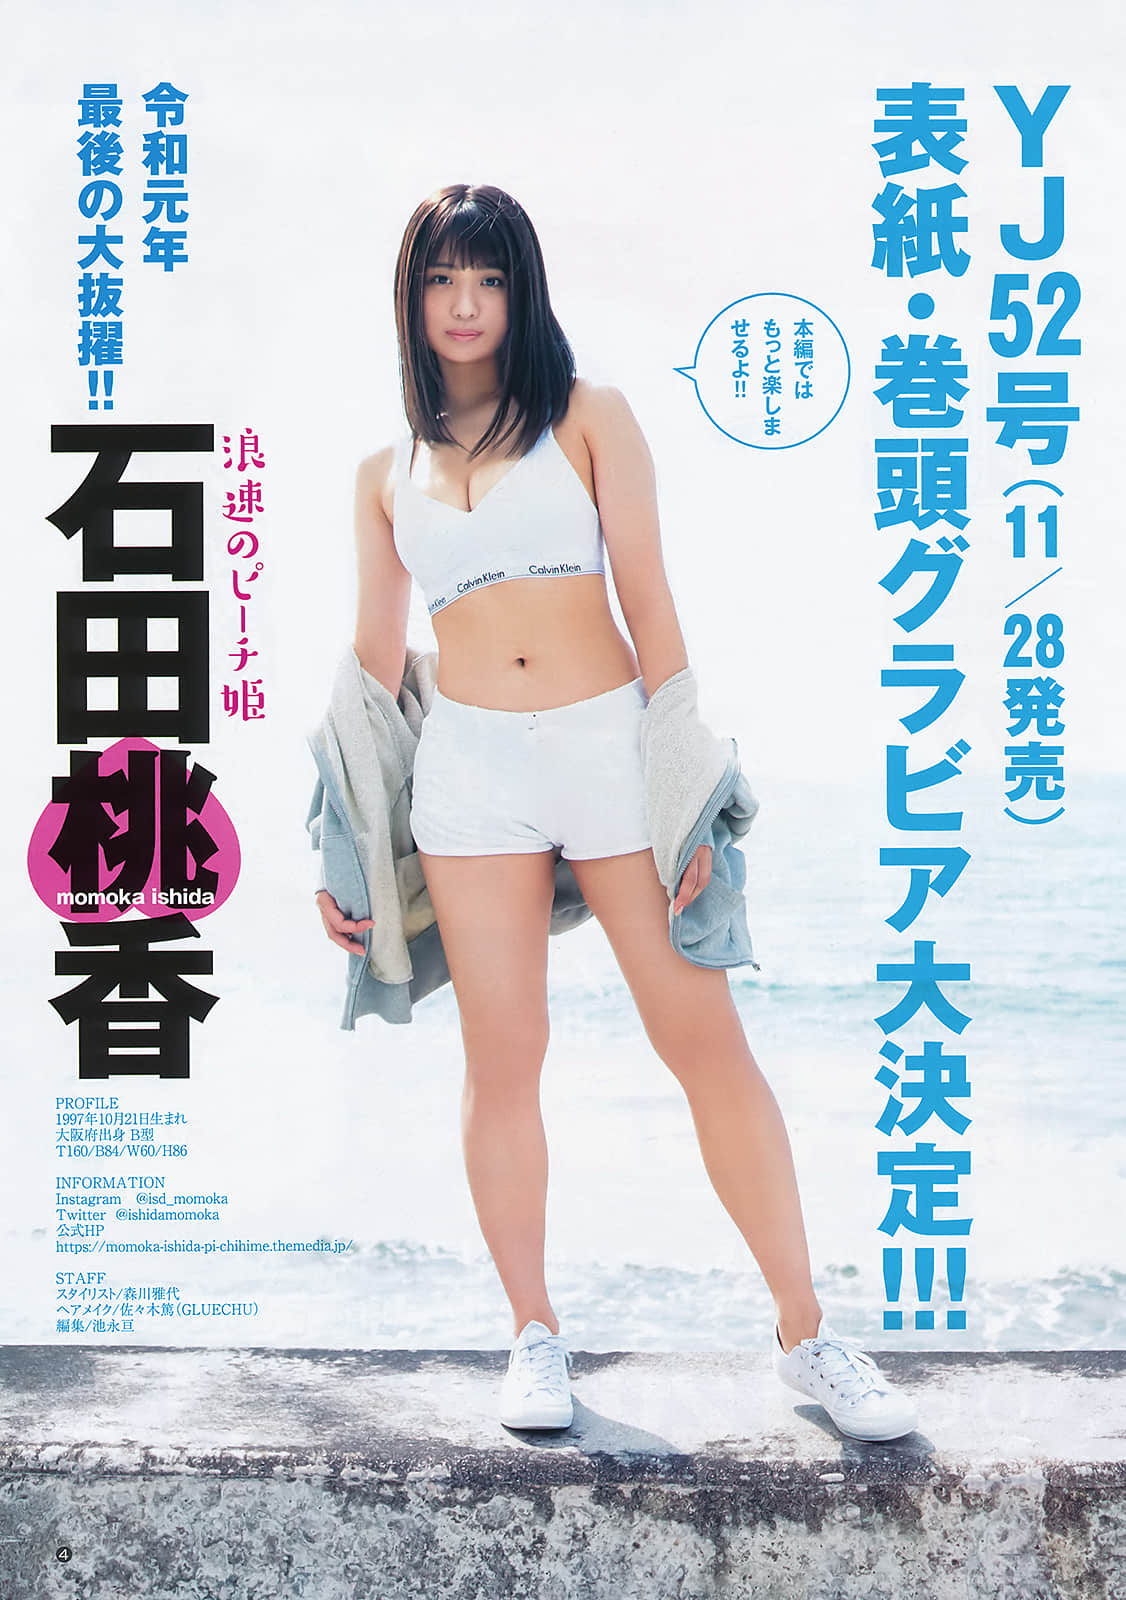 YJ52号(11/28発売)
表紙・巻頭グラビア大決定!!!
本編では
もっと楽しま
せるよ!!
令和元年
最後の大抜擢!!
浪速のピーチ姫
石田桃香
momoka ishida
PROFILE
1997年10月21日生まれ
大阪府出身 B型
T160/B84/W60/H86
INFORMATION
Instagram @isd_momoka
Twitter @ishidamomoka
公式HP
https://momoka-ishida-pi-chihime.themedia.jp/
STAFF
スタイリスト/森川雅代
ヘアメイク/佐々木篤(GLUECHU)
編集/池永亘
Calvin Klein
Calvin Klein
4